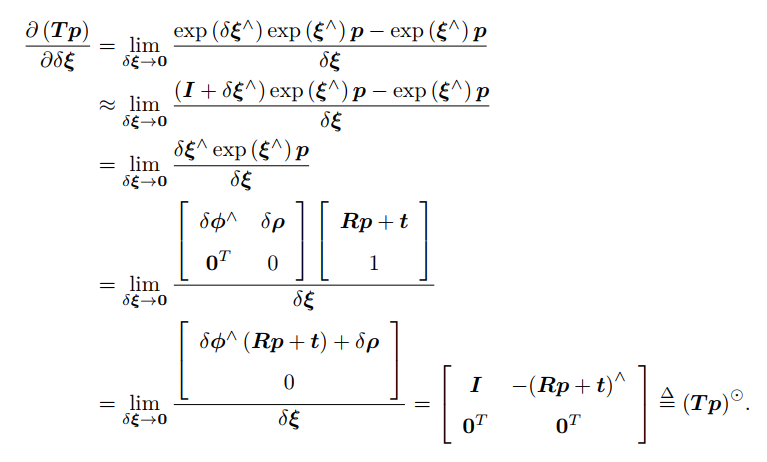 \frac{\partial (\boldsymbol{Tp})}{\partial \delta\boldsymbol{\xi}} = \lim_{\delta\boldsymbol{\xi} \to \boldsymbol{0}} \frac{\exp(\delta\boldsymbol{\xi}^{\wedge}) \exp(\boldsymbol{\xi}^{\wedge}) \boldsymbol{p} - \exp(\boldsymbol{\xi}^{\wedge}) \boldsymbol{p}}{\delta\boldsymbol{\xi}}
\approx \lim_{\delta\boldsymbol{\xi} \to \boldsymbol{0}} \frac{(\boldsymbol{I} + \delta\boldsymbol{\xi}^{\wedge}) \exp(\boldsymbol{\xi}^{\wedge}) \boldsymbol{p} - \exp(\boldsymbol{\xi}^{\wedge}) \boldsymbol{p}}{\delta\boldsymbol{\xi}}
= \lim_{\delta\boldsymbol{\xi} \to \boldsymbol{0}} \frac{\delta\boldsymbol{\xi}^{\wedge} \exp(\boldsymbol{\xi}^{\wedge}) \boldsymbol{p}}{\delta\boldsymbol{\xi}}
= \lim_{\delta\boldsymbol{\xi} \to \boldsymbol{0}} \frac{\begin{bmatrix} \delta\boldsymbol{\phi}^{\wedge} & \delta\boldsymbol{\rho} \\ \boldsymbol{0}^{T} & 0 \end{bmatrix} \begin{bmatrix} \boldsymbol{Rp} + \boldsymbol{t} \\ 1 \end{bmatrix}}{\delta\boldsymbol{\xi}}
= \lim_{\delta\boldsymbol{\xi} \to \boldsymbol{0}} \frac{\begin{bmatrix} \delta\boldsymbol{\phi}^{\wedge} (\boldsymbol{Rp} + \boldsymbol{t}) + \delta\boldsymbol{\rho} \\ 0 \end{bmatrix}}{\delta\boldsymbol{\xi}} = \begin{bmatrix} \boldsymbol{I} & -(\boldsymbol{Rp} + \boldsymbol{t})^{\wedge} \\ \boldsymbol{0}^{T} & \boldsymbol{0}^{T} \end{bmatrix} \overset{\Delta}{=} (\boldsymbol{Tp})^{\odot}.